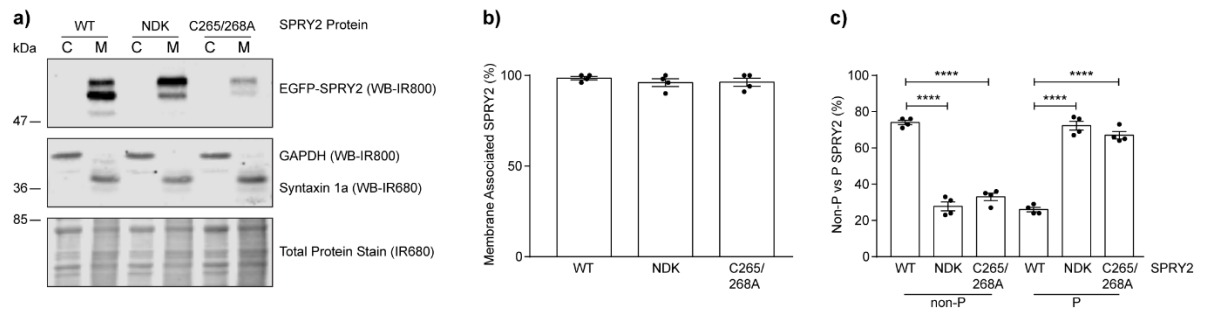 a)
WT NDK C265/268A SPRY2 Protein
kDa C M C M C M
EGFP-SPRY2 (WB-IR800)
47
GAPDH (WB-IR800)
36
Syntaxin 1a (WB-IR680)
85
Total Protein Stain (IR680)
b)
Membrane Associated SPRY2 (%)
100
50
0
WT NDK C265/
268A
c)
Non-P vs P SPRY2 (%)
100
80
60
40
20
0
**** ****
**** ****
WT NDK C265/ WT NDK C265/ SPRY2
268A 268A
non-P P